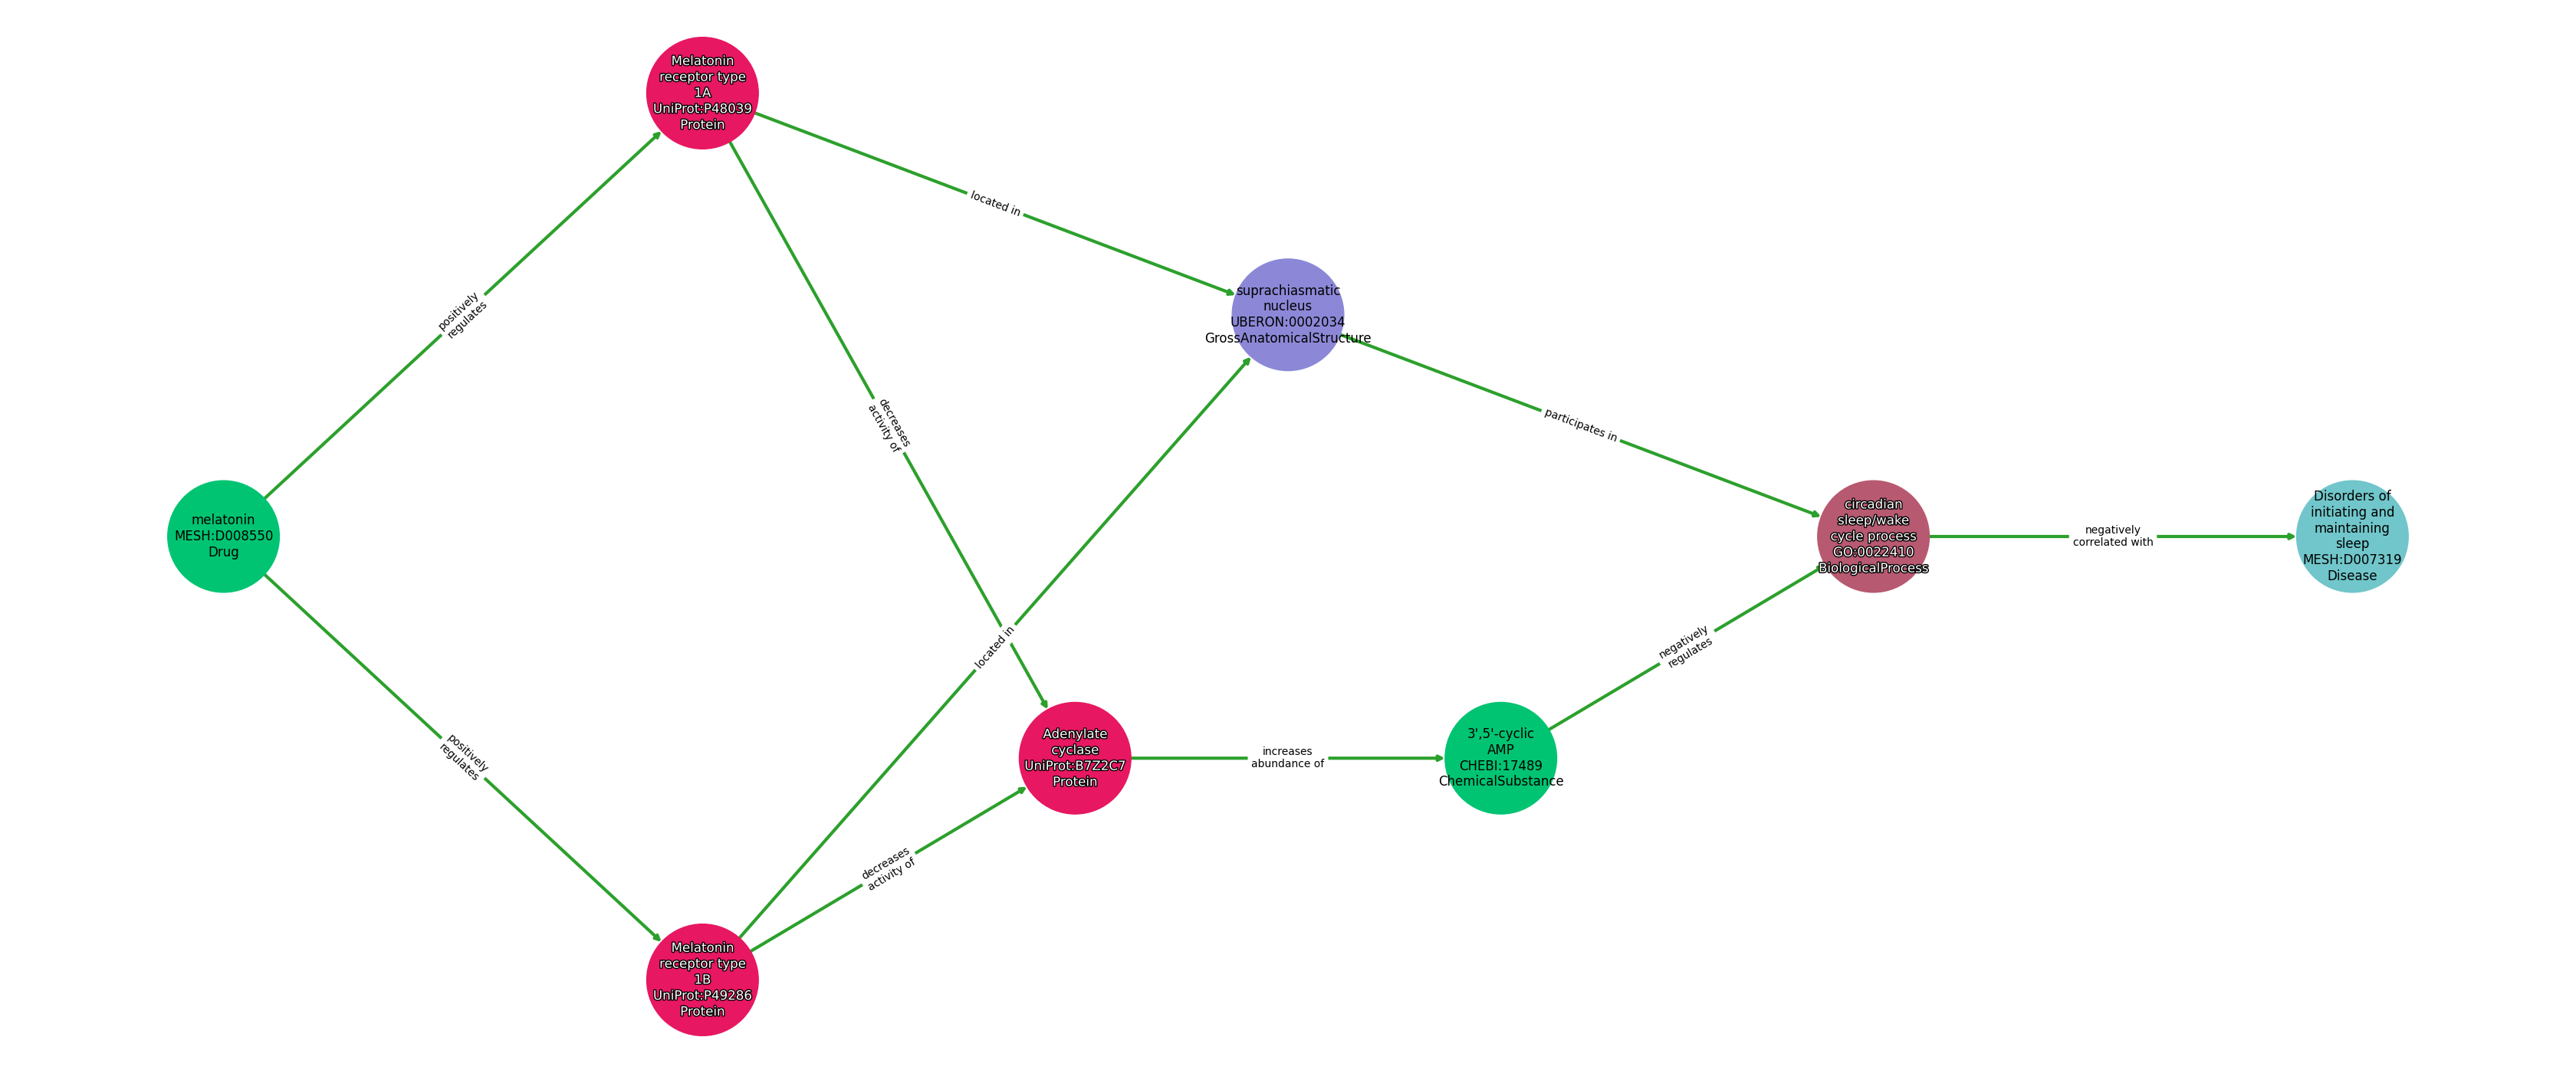 Melatonin
receptor type
1A
UniProt:P48039
Protein
located in
suprachiasmatic
nucleus
UBERON:0002034
GrossAnatomicalStructure
positively
regulates
decreases
activity of
participates in
melatonin
MESH:D008550
Drug
circadian
sleep/wake
cycle process
GO:0022410
BiologicalProcess
negatively
correlated with
Disorders of
initiating and
maintaining
sleep
MESH:D007319
Disease
located in
negatively
regulates
positively
regulates
Adenylate
cyclase
UniProt:B7Z2C7
Protein
increases
abundance of
3',5'-cyclic
AMP
CHEBI:17489
ChemicalSubstance
decreases
activity of
Melatonin
receptor type
1B
UniProt:P49286
Protein